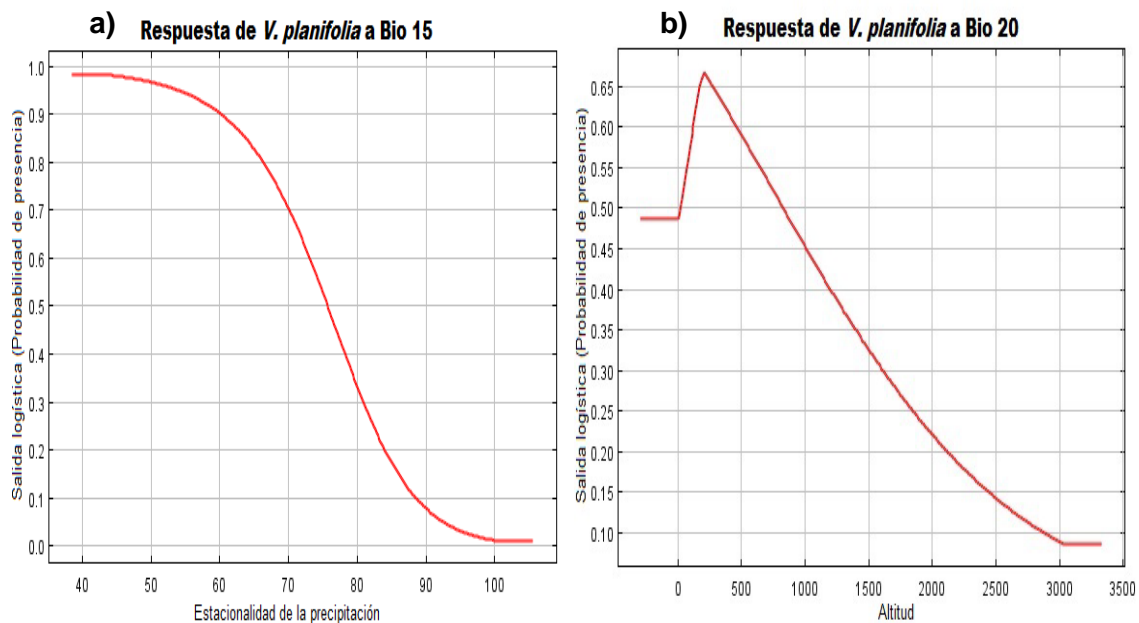 a)
Respuesta de V. planifolia a Bio 15
Salida logística (Probabilidad de presencia)
1.0
0.9
0.8
0.7
0.6
0.5
0.4
0.3
0.2
0.1
0.0
40 50 60 70 80 90 100
Estacionalidad de la precipitación
b)
Respuesta de V. planifolia a Bio 20
Salida logística (Probabilidad de presencia)
0.65
0.60
0.55
0.50
0.45
0.40
0.35
0.30
0.25
0.20
0.15
0.10
0 500 1000 1500 2000 2500 3000 3500
Altitud